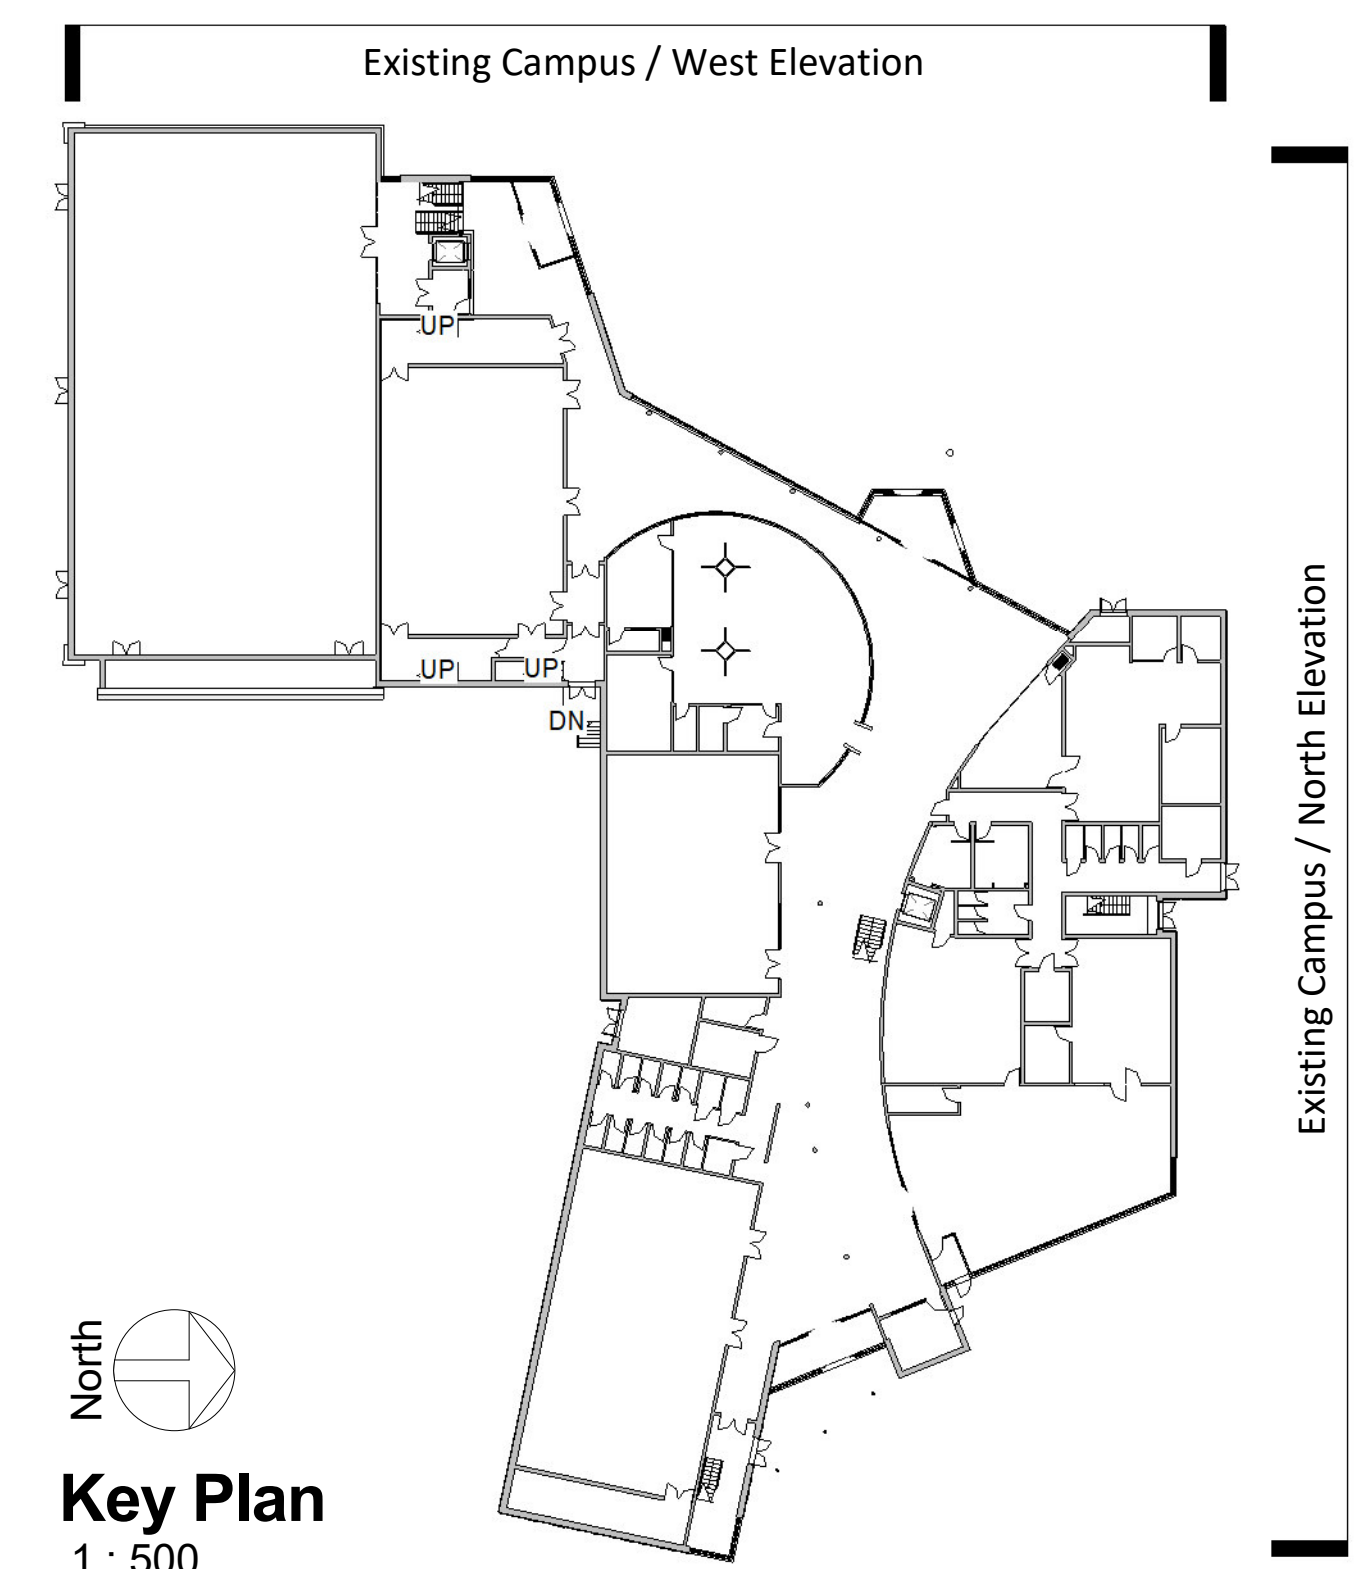 Existing Campus / West Elevation
Existing Campus / North Elevation
UP
UP
UP
DN
North
Key Plan
1 : 500